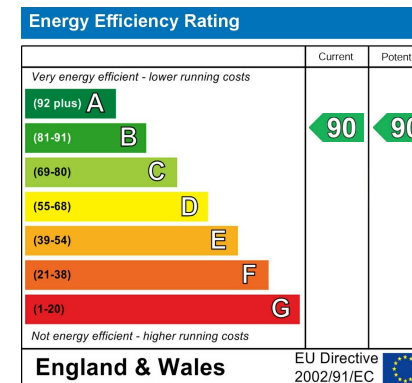 Energy Efficiency Rating
Current Potent
Very energy efficient - lower running costs
(92 plus) A
(81-91) B
90 90
(69-80) C
(55-68) D
(39-54) E
(21-38) F
(1-20) G
Not energy efficient - higher running costs
England & Wales
EU Directive
2002/91/EC